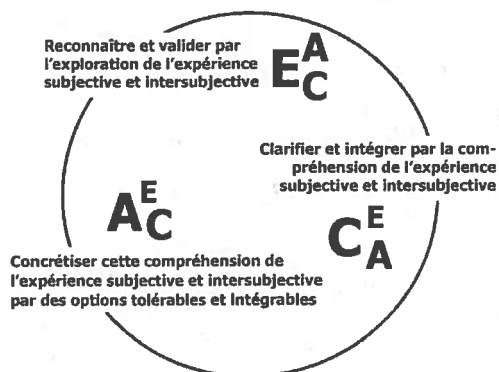 Reconnaître et valider par
l'exploration de l'expérience
subjective et intersubjective
E A C
Clarifier et intégrer par la com-
préhension de l'expérience
subjective et intersubjective
A E C
C E A
Concrétiser cette compréhension de
l'expérience subjective et intersubjective
par des options tolérables et intégrables